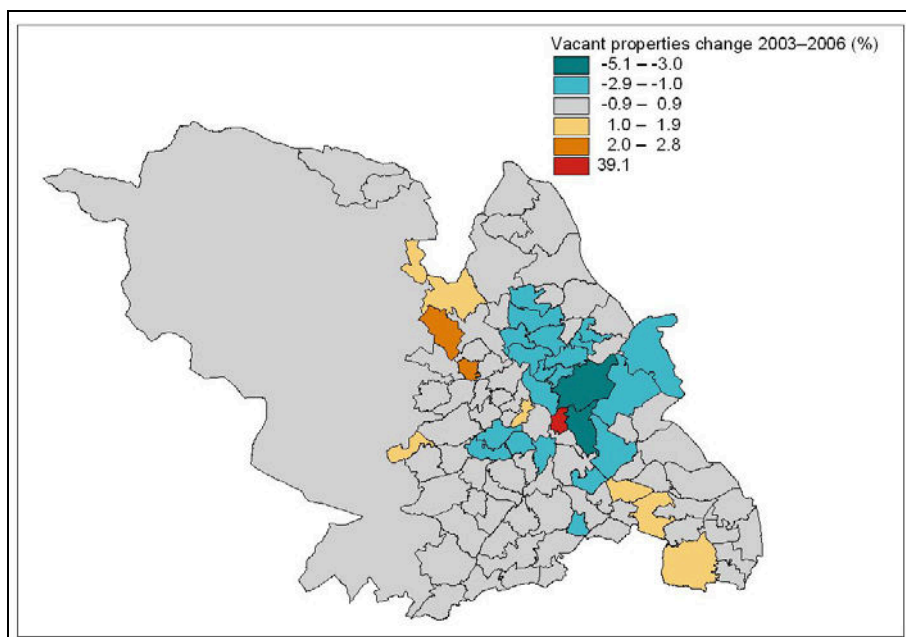 Vacant properties change 2003–2006 (%)
-5.1 – -3.0
-2.9 – -1.0
-0.9 – 0.9
1.0 – 1.9
2.0 – 2.8
39.1